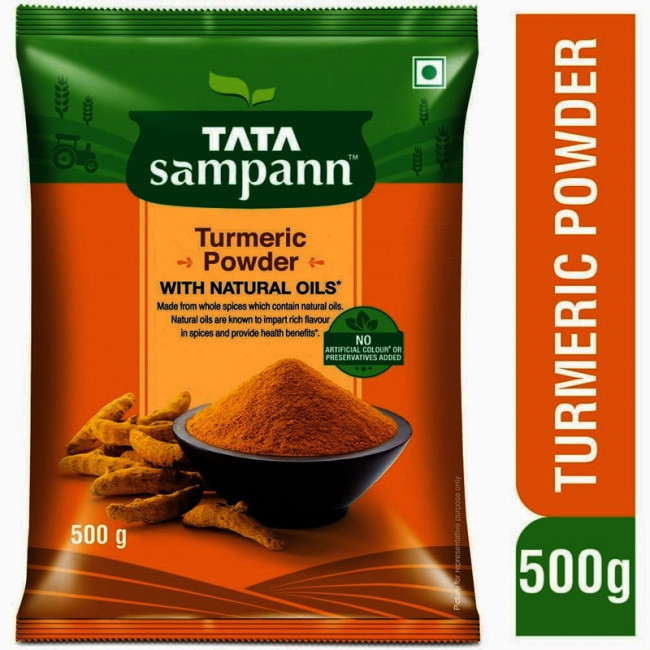 TATA
sampann™
Turmeric
Powder
WITH NATURAL OILS*
Made from whole spices which contain natural oils.
Natural oils are known to impart rich flavour
in spices and provide health benefits*.
NO
ARTIFICIAL COLOUR# OR
PRESERVATIVES ADDED
500 g
Picture for representative purpose only
TURMERIC POWDER
500g